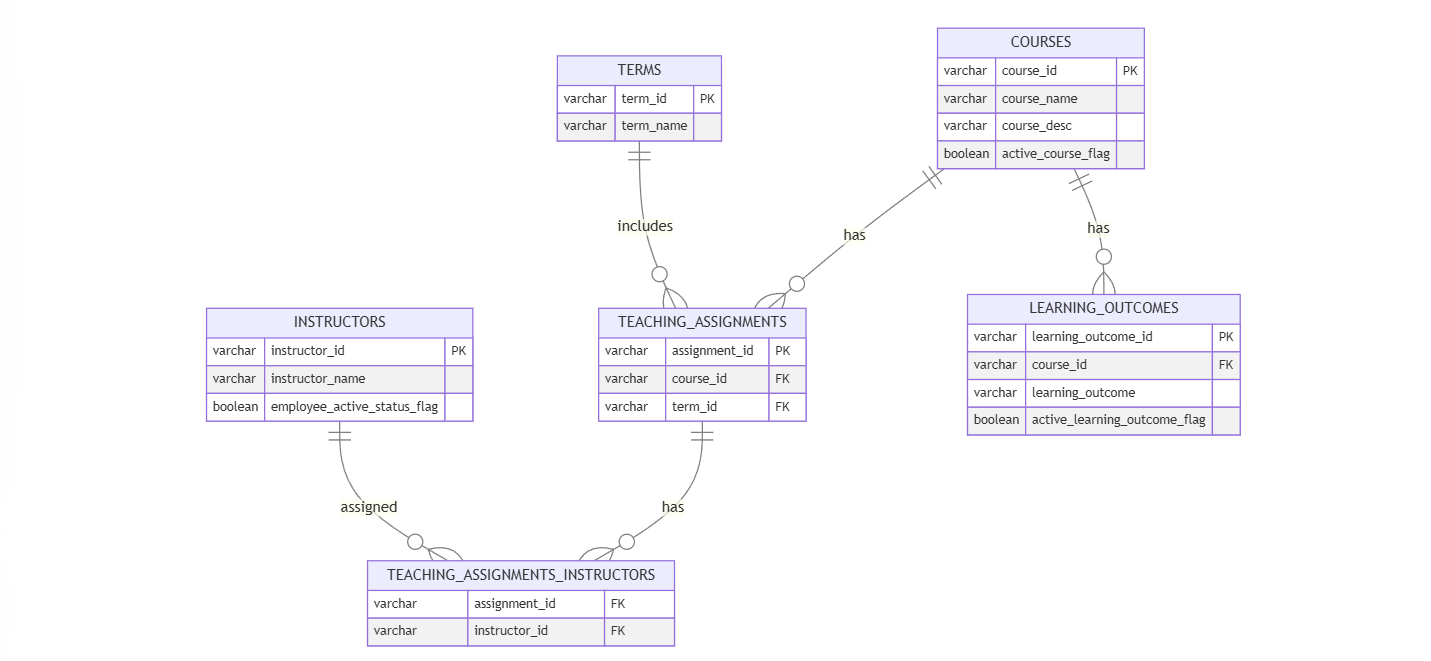 COURSES
varchar course_id PK
varchar course_name
varchar course_desc
boolean active_course_flag
TERMS
varchar term_id PK
varchar term_name
includes
has
has
INSTRUCTORS
varchar instructor_id PK
varchar instructor_name
boolean employee_active_status_flag
TEACHING_ASSIGNMENTS
varchar assignment_id PK
varchar course_id FK
varchar term_id FK
LEARNING_OUTCOMES
varchar learning_outcome_id PK
varchar course_id FK
varchar learning_outcome
boolean active_learning_outcome_flag
assigned
has
TEACHING_ASSIGNMENTS_INSTRUCTORS
varchar assignment_id FK
varchar instructor_id FK